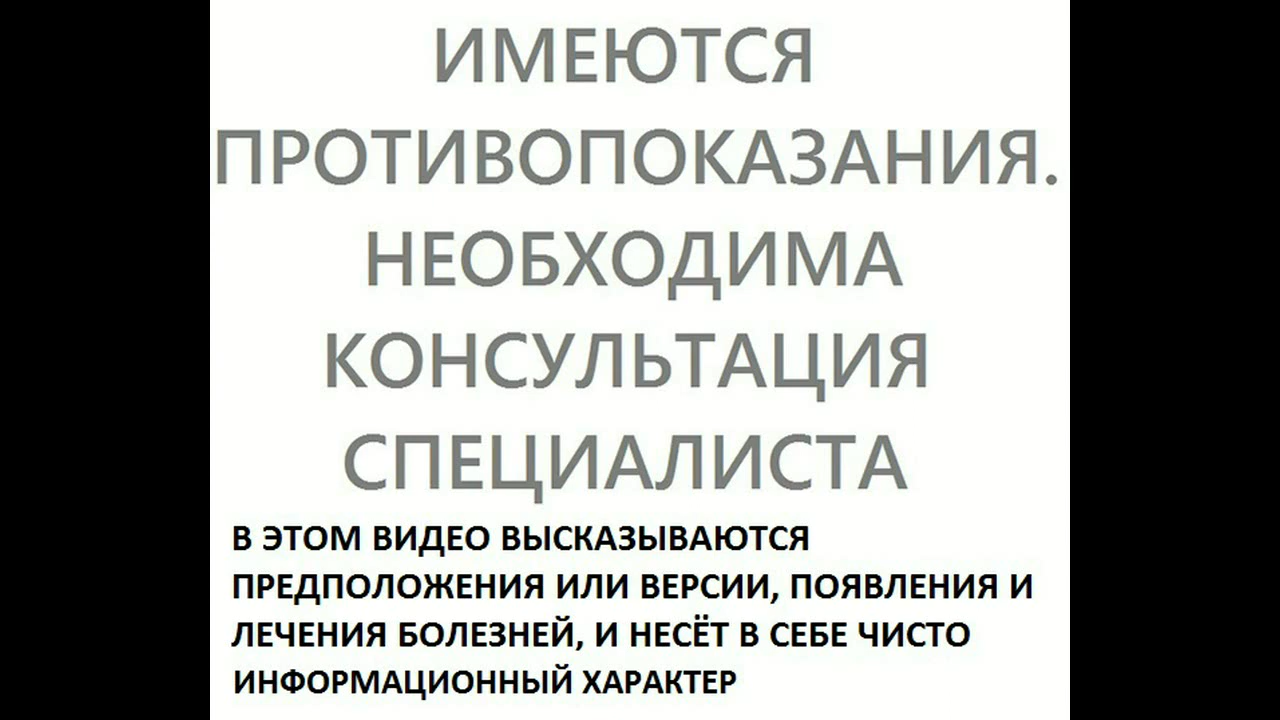 ИМЕЮТСЯ
ПРОТИВОПОКАЗАНИЯ.
НЕОБХОДИМА
КОНСУЛЬТАЦИЯ
СПЕЦИАЛИСТА
В ЭТОМ ВИДЕО ВЫСКАЗЫВАЮТСЯ
ПРЕДПОЛОЖЕНИЯ ИЛИ ВЕРСИИ, ПОЯВЛЕНИЯ И
ЛЕЧЕНИЯ БОЛЕЗНЕЙ, И НЕСЁТ В СЕБЕ ЧИСТО
ИНФОРМАЦИОННЫЙ ХАРАКТЕР